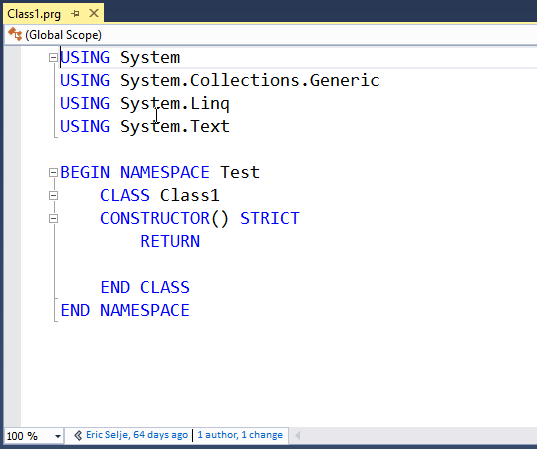 Class1.prg
(Global Scope)
USING System
USING System.Collections.Generic
USING System.Linq
USING System.Text
BEGIN NAMESPACE Test
CLASS Class1
CONSTRUCTOR() STRICT
RETURN
END CLASS
END NAMESPACE
100 % Eric Selje, 64 days ago | 1 author, 1 change